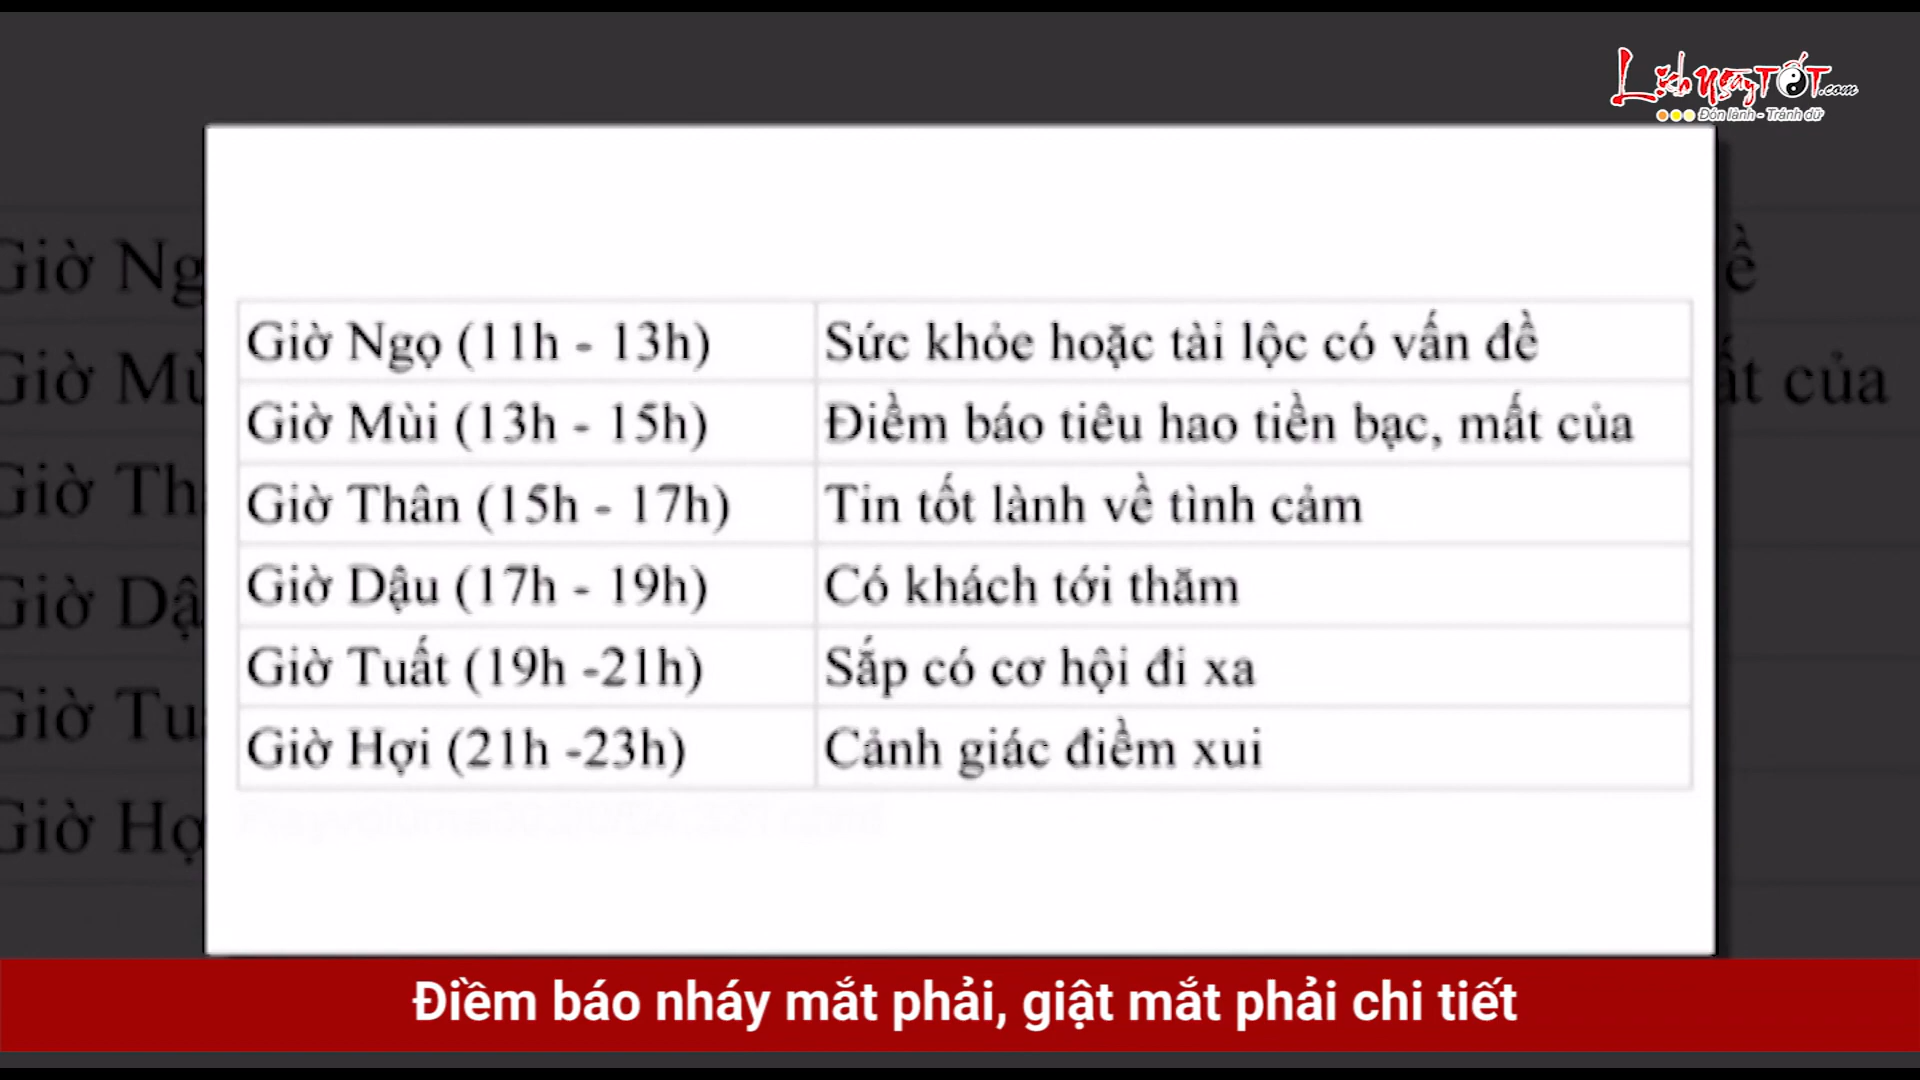 LịchngàyTỐT.com
Đón lành - Tránh dữ
Giờ Ngọ (11h - 13h) Sức khỏe hoặc tài lộc có vấn đề
Giờ Mùi (13h - 15h) Điềm báo tiêu hao tiền bạc, mất của
Giờ Thân (15h - 17h) Tin tốt lành về tình cảm
Giờ Dậu (17h - 19h) Có khách tới thăm
Giờ Tuất (19h -21h) Sắp có cơ hội đi xa
Giờ Hợi (21h -23h) Cảnh giác điềm xui
Điềm báo nháy mắt phải, giật mắt phải chi tiết